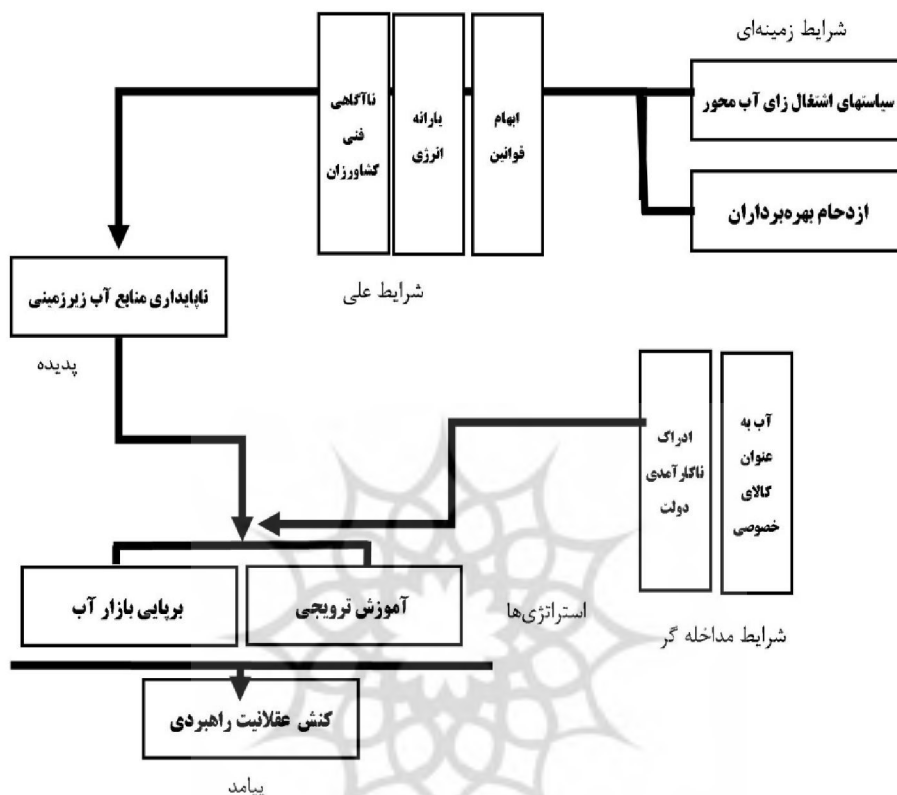 شرایط زمینه‌ای
سیاستهای اشتغال زای آب محور
ازدحام بهره‌برداران
ابهام
قوانین
یارانه
انرژی
ناآگاهی
فنی
کشاورزان
شرایط علی
ناپایداری منابع آب زیرزمینی
پدیده
آب به
عنوان
کالای
خصوصی
ادراک
ناکارآمدی
دولت
شرایط مداخله گر
استراتژی‌ها
آموزش ترویجی
برپایی بازار آب
کنش عقلانیت راهبردی
پیامد